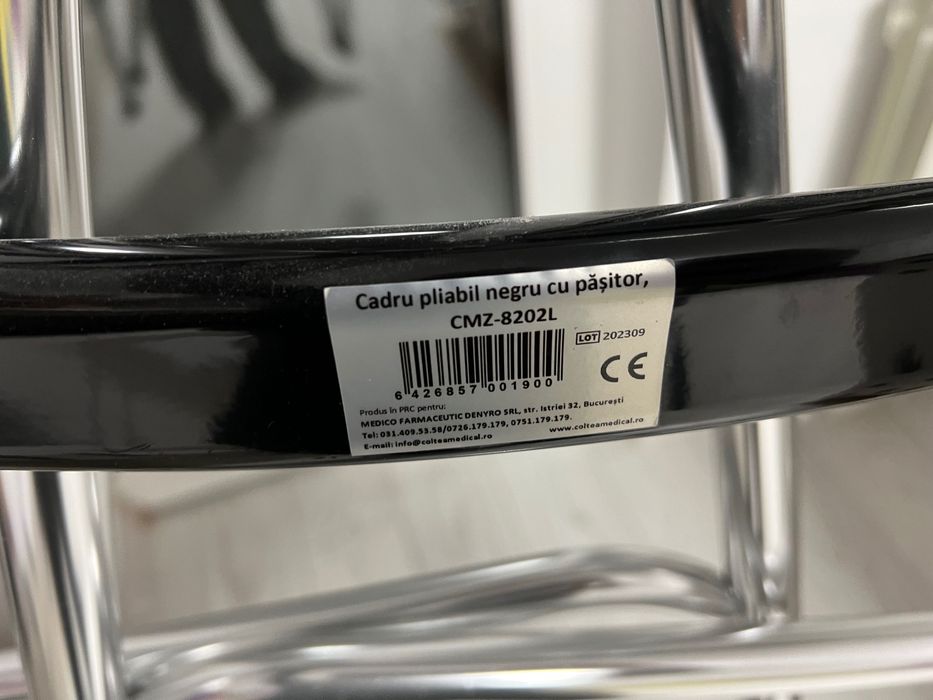 Cadru pliabil negru cu pășitor,
CMZ-8202L
LOT 202309
CE
6 426857 001900
Produs în PRC pentru:
MEDICO FARMACEUTIC DENYRO SRL, str. Istriei 32, București
Tel: 031.409.53.58/0726.179.179, 0751.179.179.
E-mail: info@colteamedical.ro www.colteamedical.ro